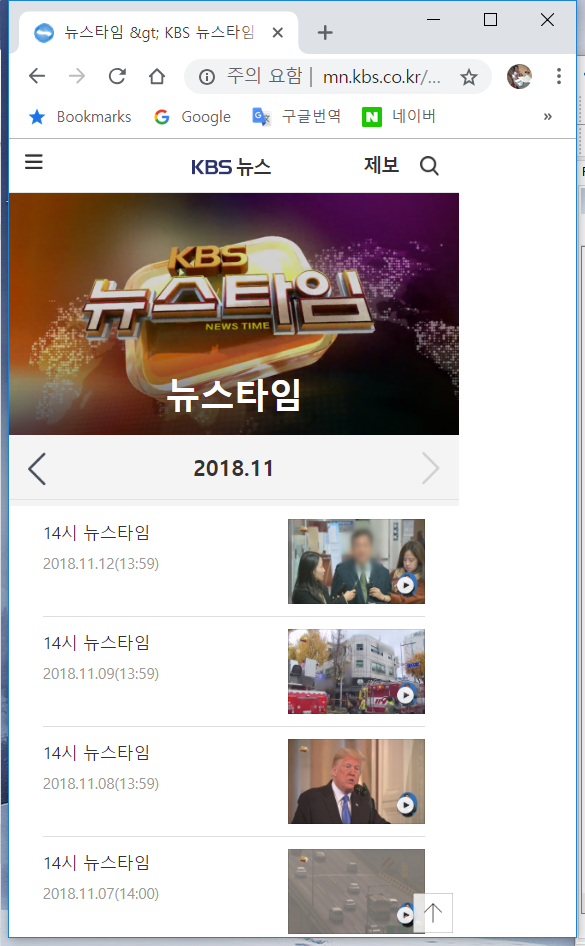 뉴스타임 &gt; KBS 뉴스타임
주의 요함 | mn.kbs.co.kr/...
Bookmarks Google 구글번역 네이버 »
KBS 뉴스 제보
KBS
뉴스타임
NEWS TIME
뉴스타임
2018.11
14시 뉴스타임
2018.11.12(13:59)
14시 뉴스타임
2018.11.09(13:59)
14시 뉴스타임
2018.11.08(13:59)
14시 뉴스타임
2018.11.07(14:00)